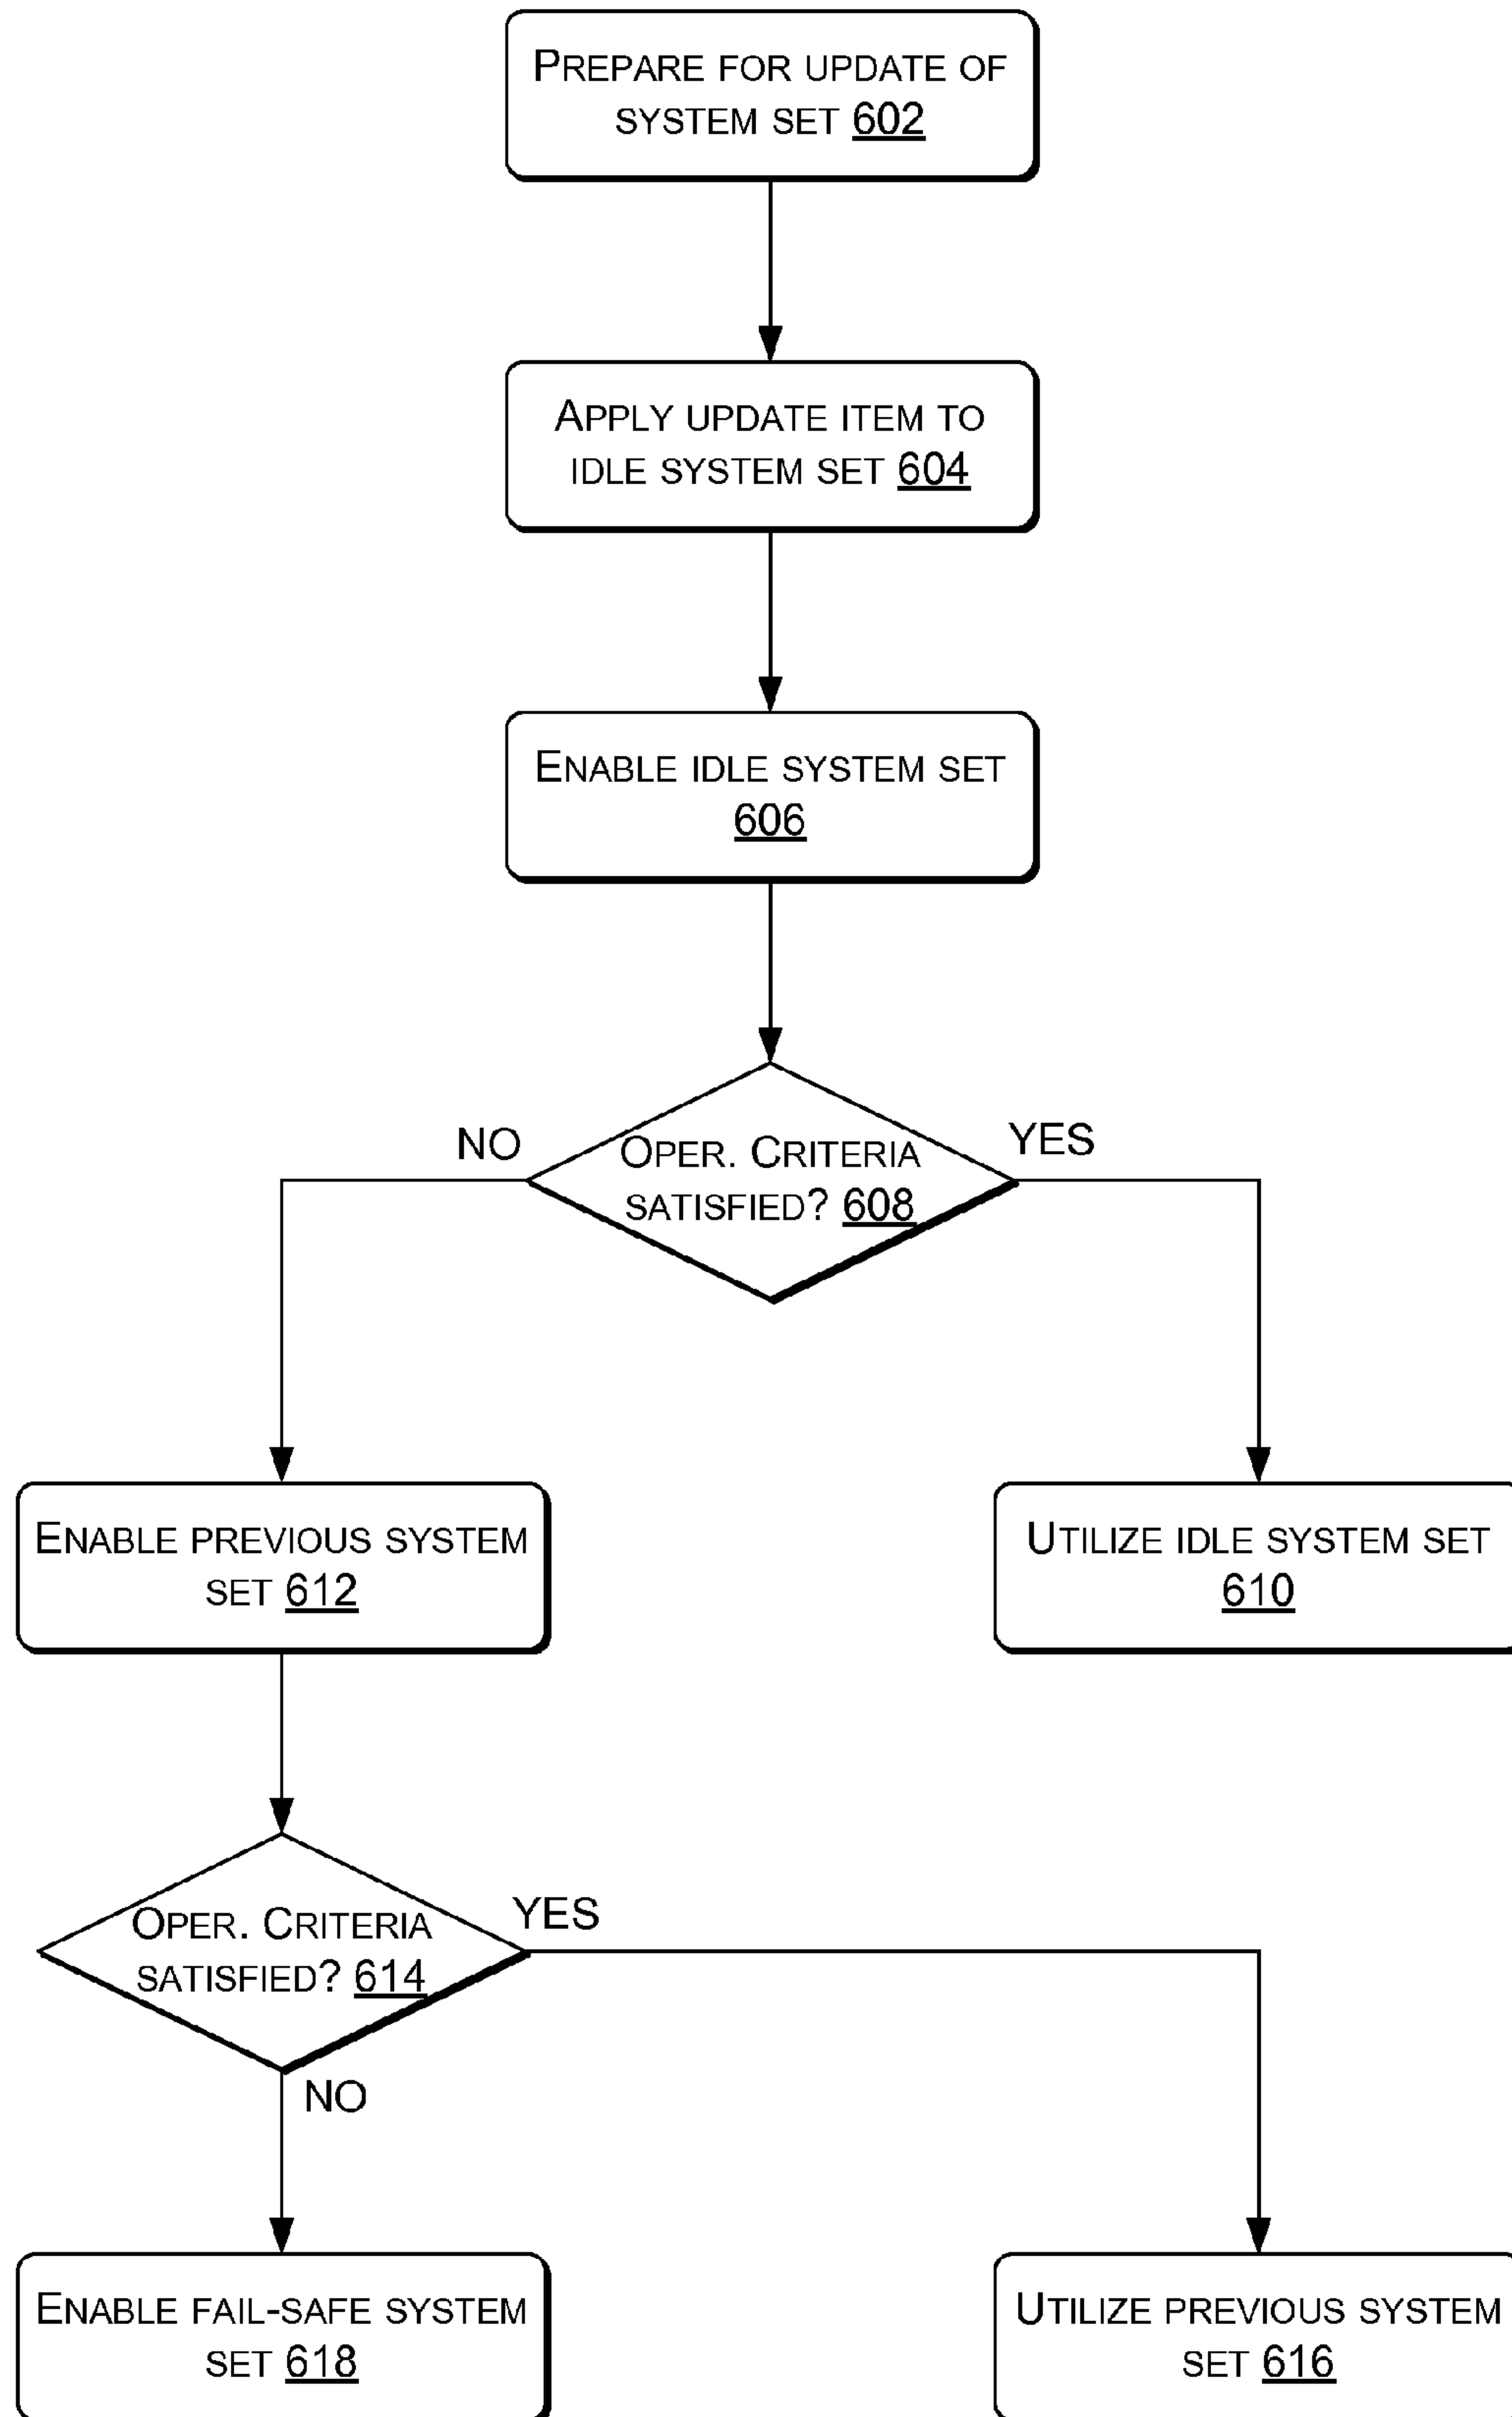 PREPARE FOR UPDATE OF
SYSTEM SET 602
APPLY UPDATE ITEM TO
IDLE SYSTEM SET 604
ENABLE IDLE SYSTEM SET
606
NO
YES
OPER. CRITERIA
SATISFIED? 608
ENABLE PREVIOUS SYSTEM
SET 612
UTILIZE IDLE SYSTEM SET
610
OPER. CRITERIA
SATISFIED? 614
YES
NO
ENABLE FAIL-SAFE SYSTEM
SET 618
UTILIZE PREVIOUS SYSTEM
SET 616